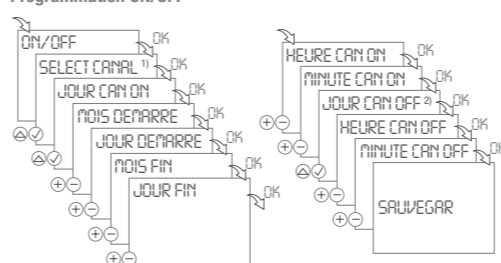 Programmation ON/OFF
ON/OFF
OK
SELECT CANAL 1)
OK
JOUR CAN ON
OK
MOIS DEMARRE
OK
JOUR DEMARRE
OK
MOIS FIN
OK
JOUR FIN
OK
HEURE CAN ON
OK
MINUTE CAN ON
OK
JOUR CAN OFF 2)
OK
HEURE CAN OFF
OK
MINUTE CAN OFF
OK
SAUVEGAR